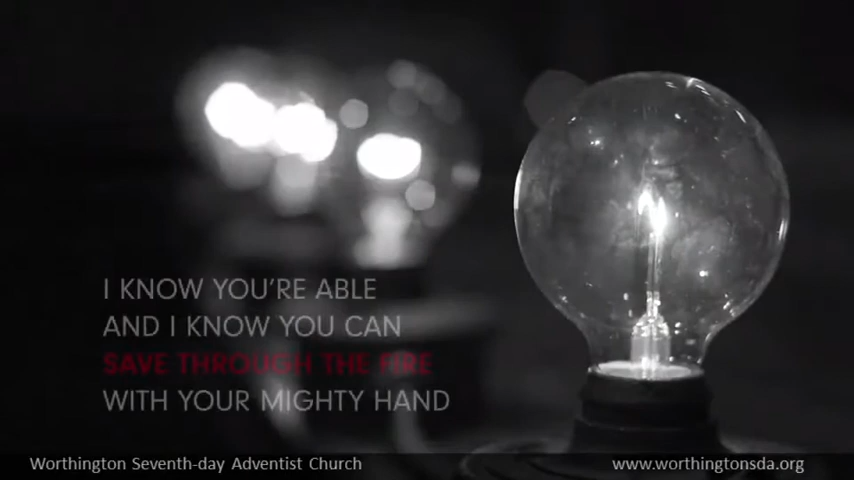 I KNOW YOU'RE ABLE
AND I KNOW YOU CAN
SAVE THROUGH THE FIRE
WITH YOUR MIGHTY HAND
Worthington Seventh-day Adventist Church
www.worthingtonsda.org